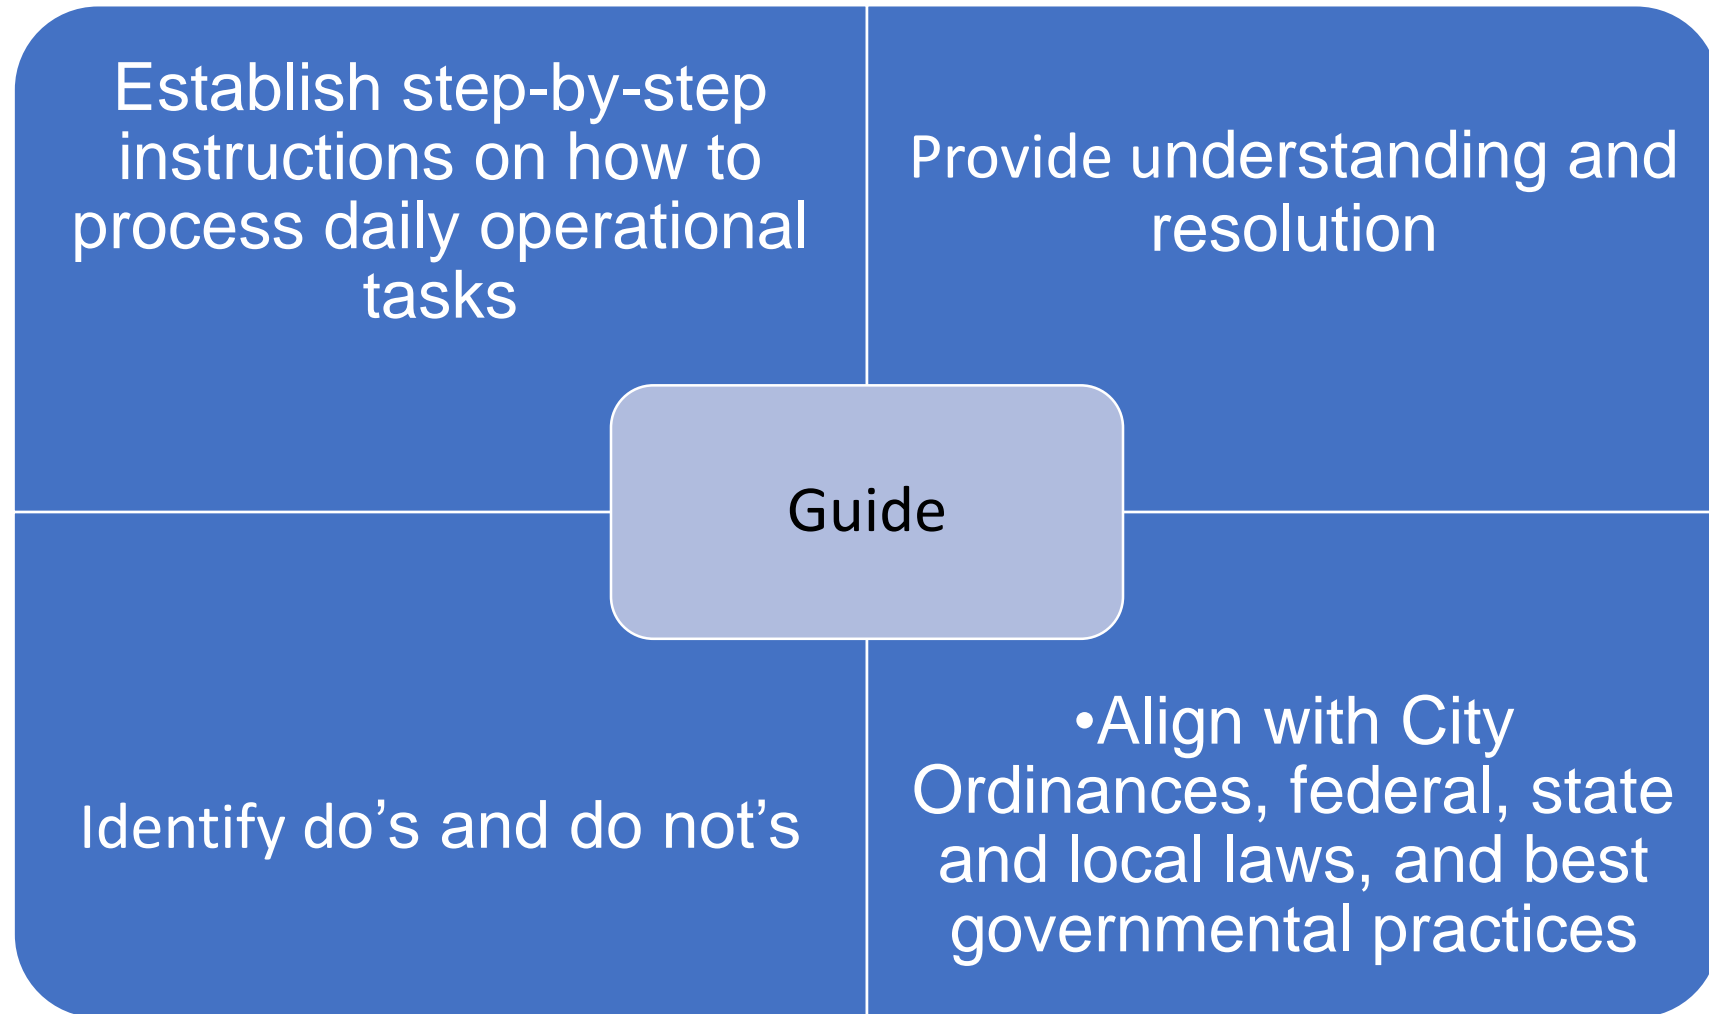 Establish step-by-step
instructions on how to
process daily operational
tasks
Provide understanding and
resolution
Guide
Identify do’s and do not’s
•Align with City
Ordinances, federal, state
and local laws, and best
governmental practices